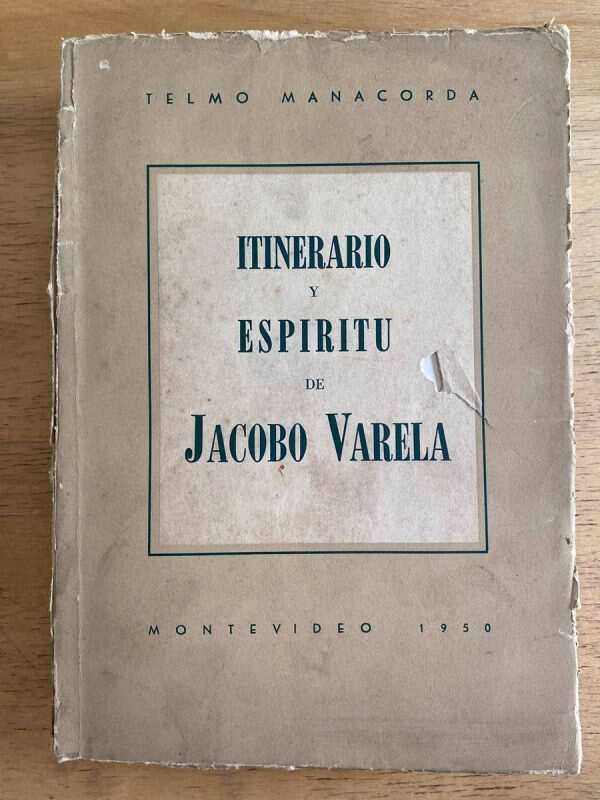 TELMO MANACORDA
ITINERARIO
Y
ESPIRITU
DE
JACOBO VARELA
MONTEVIDEO 1950